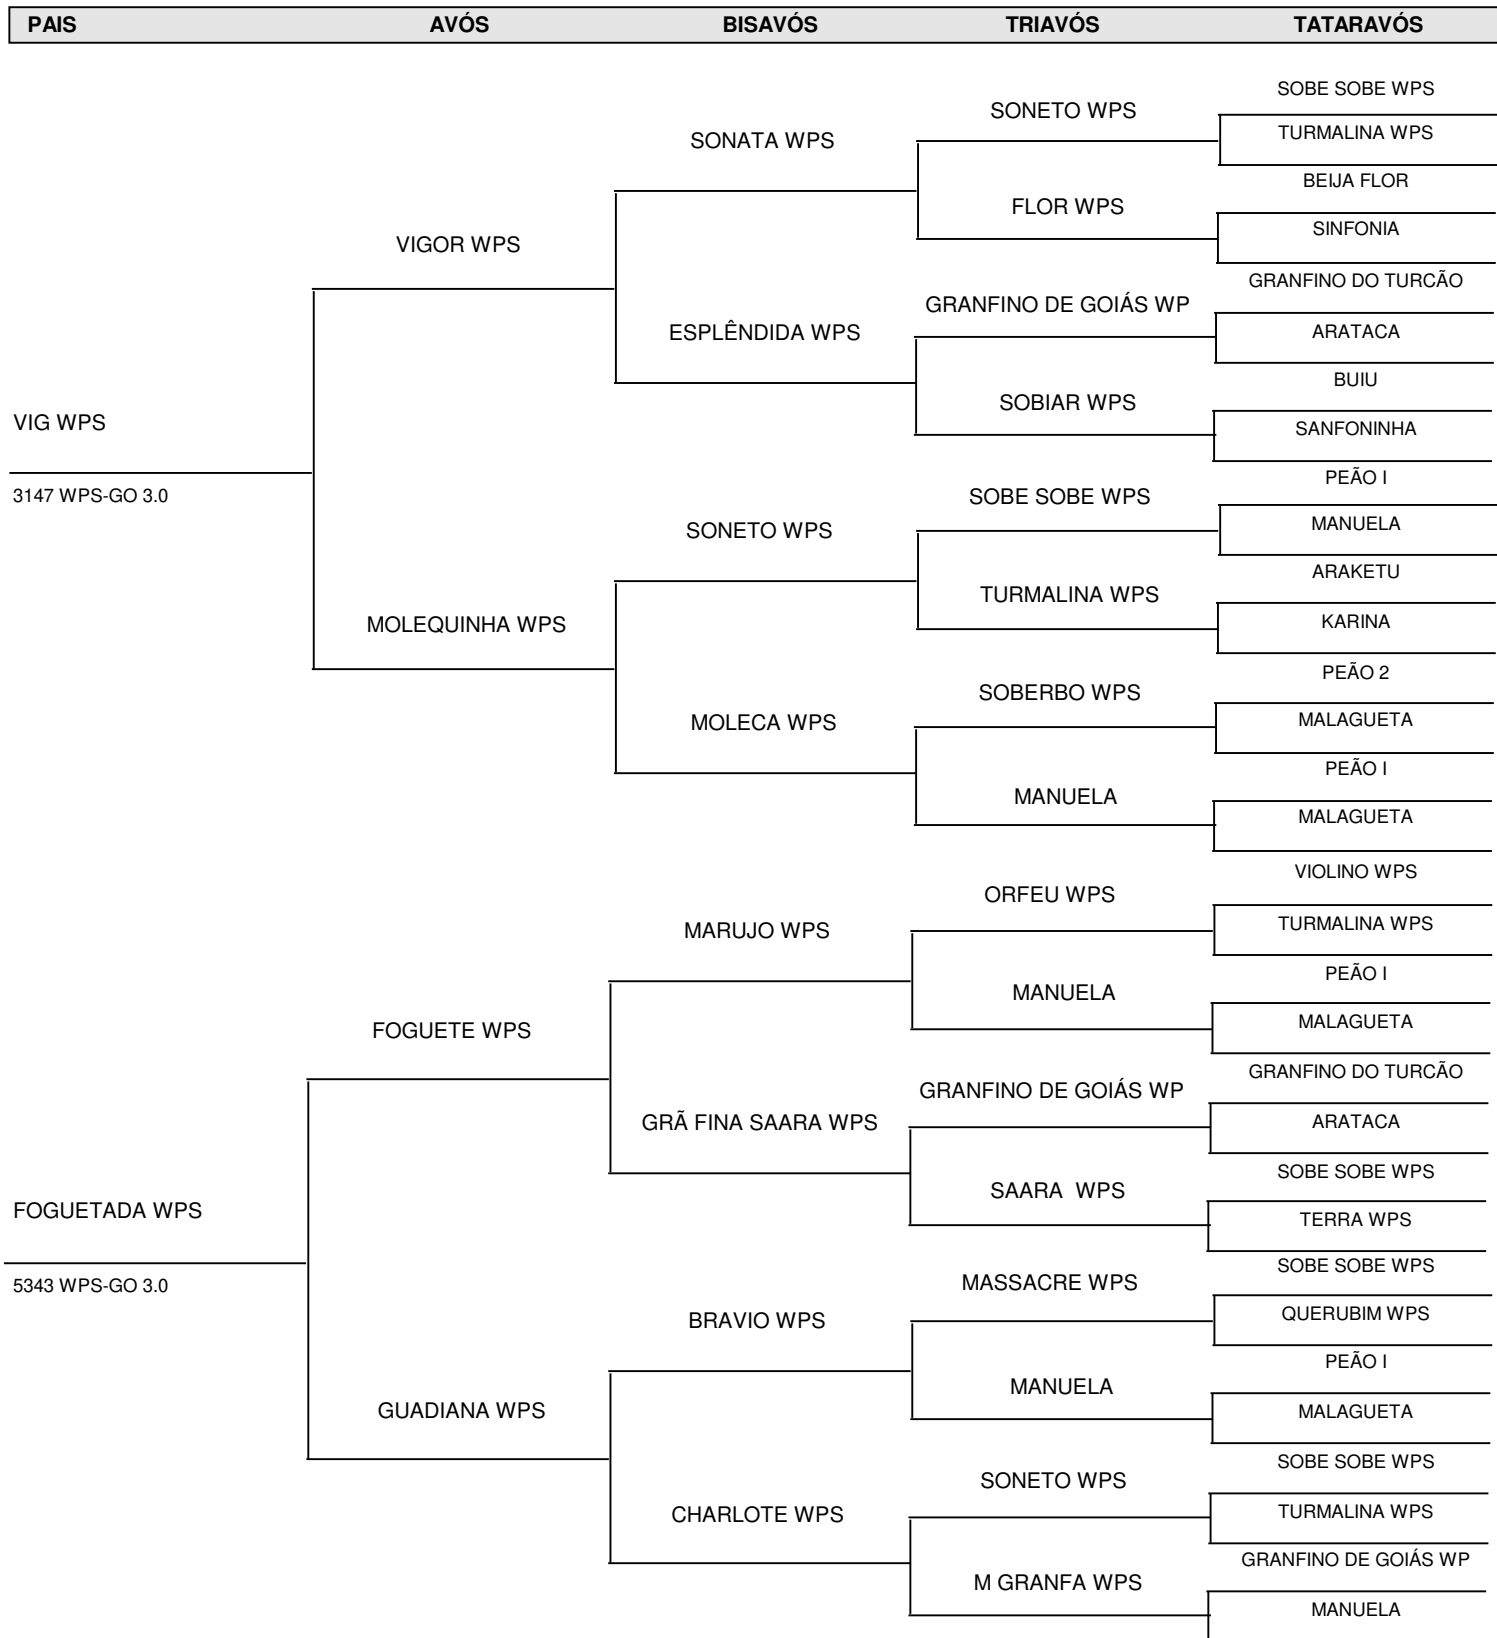 PAIS AVÓS BISAVÓS TRIAVÓS TATARAVÓS
SOBE SOBE WPS
SONETO WPS
TURMALINA WPS
SONATA WPS
BEIJA FLOR
FLOR WPS
SINFONIA
VIGOR WPS
GRANFINO DO TURCÃO
GRANFINO DE GOIÁS WP
ARATACA
ESPLÊNDIDA WPS
BUIU
SOBIAR WPS
SANFONINHA
VIG WPS
3147 WPS-GO 3.0
PEÃO I
SOBE SOBE WPS
MANUELA
SONETO WPS
ARAKETU
TURMALINA WPS
KARINA
MOLEQUINHA WPS
PEÃO 2
SOBERBO WPS
MALAGUETA
MOLECA WPS
PEÃO I
MANUELA
MALAGUETA
VIOLINO WPS
ORFEU WPS
TURMALINA WPS
MARUJO WPS
PEÃO I
MANUELA
MALAGUETA
FOGUETE WPS
GRANFINO DO TURCÃO
GRANFINO DE GOIÁS WP
ARATACA
GRÃ FINA SAARA WPS
SOBE SOBE WPS
SAARA  WPS
TERRA WPS
FOGUETADA WPS
5343 WPS-GO 3.0
SOBE SOBE WPS
MASSACRE WPS
QUERUBIM WPS
BRAVIO WPS
PEÃO I
MANUELA
MALAGUETA
GUADIANA WPS
SOBE SOBE WPS
SONETO WPS
TURMALINA WPS
CHARLOTE WPS
GRANFINO DE GOIÁS WP
M GRANFA WPS
MANUELA